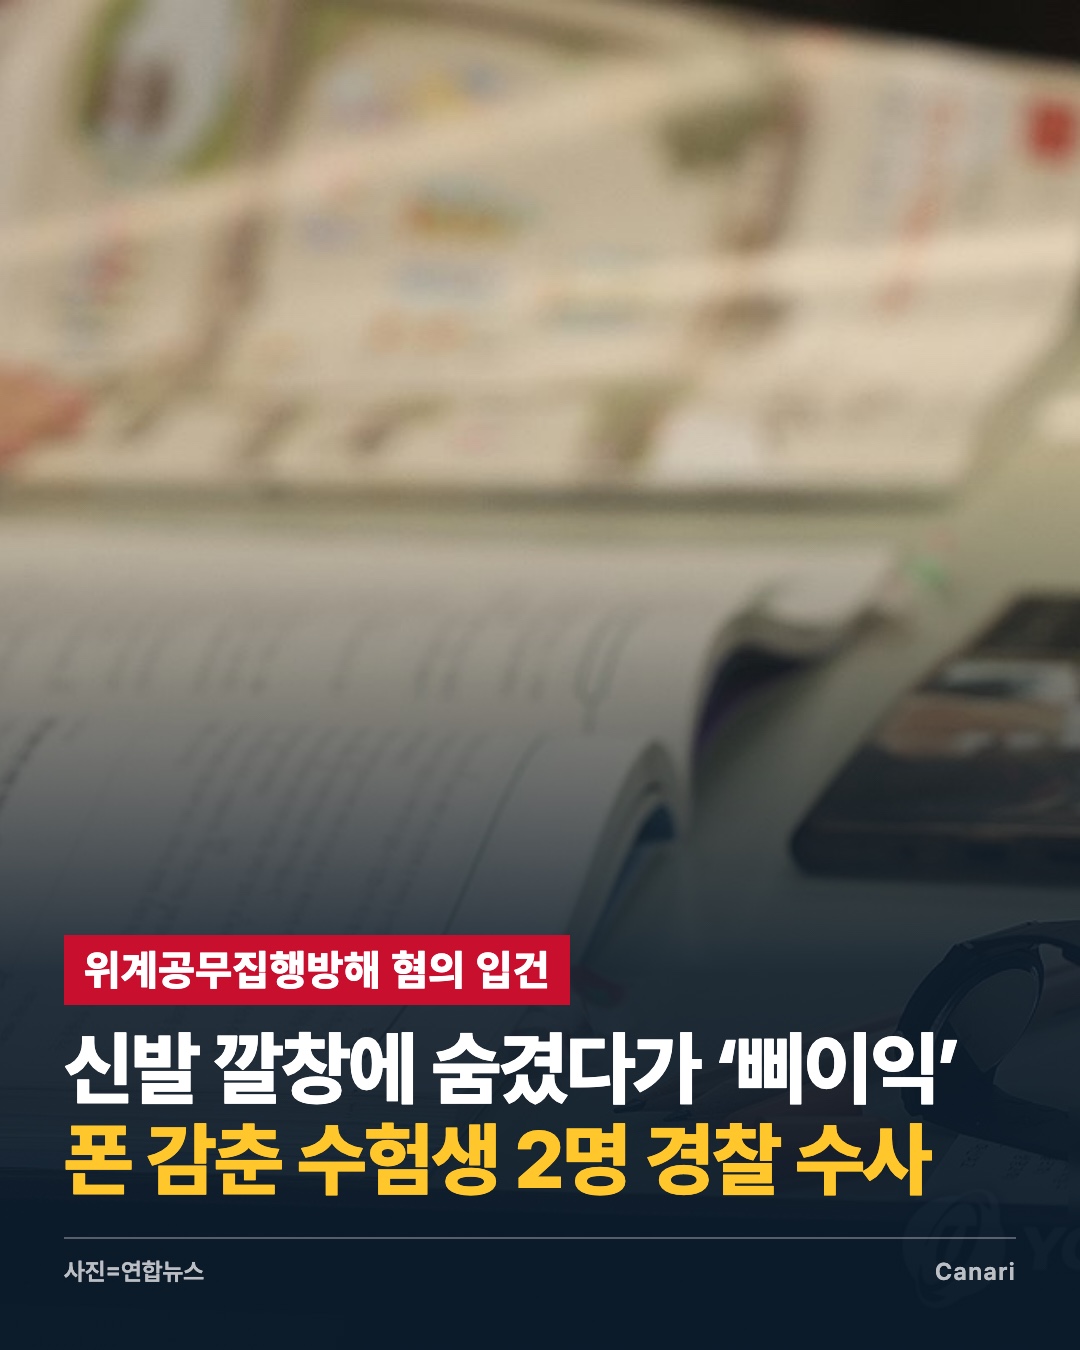 위계공무집행방해 혐의 입건
신발 깔창에 숨겼다가 ‘삐이익’
폰 감춘 수험생 2명 경찰 수사
사진=연합뉴스
Canari